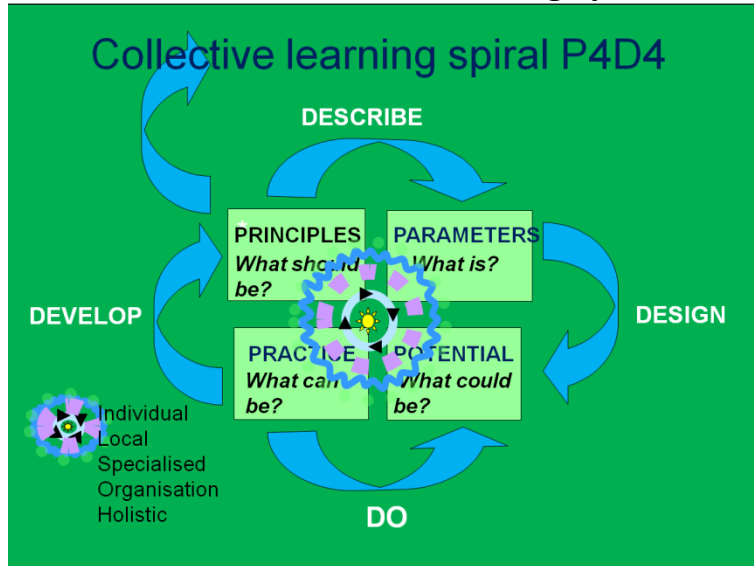 Collective learning spiral P4D4
DESCRIBE
PRINCIPLES
What should
be?
PARAMETERS
What is?
DEVELOP
DESIGN
PRACTICE
What can
be?
POTENTIAL
What could
be?
Individual
Local
Specialised
Organisation
Holistic
DO